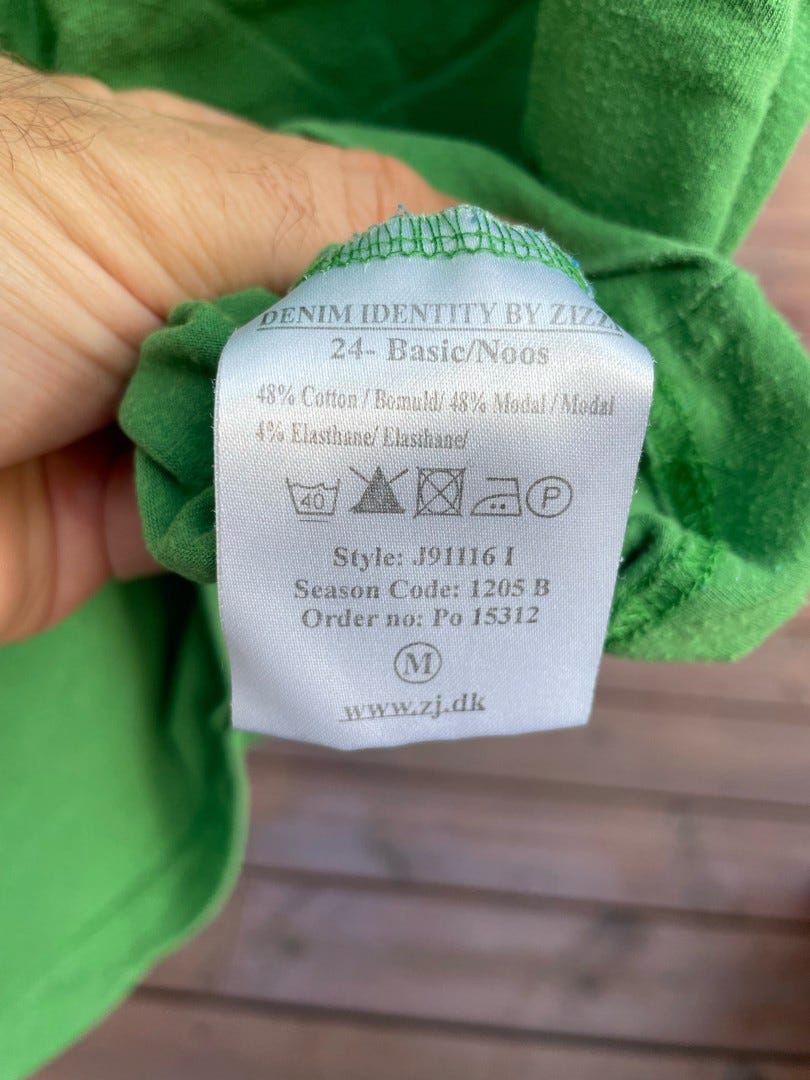 DENIM IDENTITY BY ZIZZI
24- Basic/Noos
48% Cotton / Bomuld/ 48% Modal / Modal
4% Elasthane/ Elasthane/
40 P
Style: J91116 I
Season Code: 1205 B
Order no: Po 15312
M
www.zj.dk